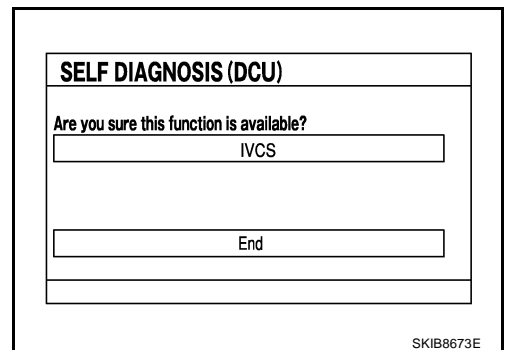 SELF DIAGNOSIS (DCU)
Are you sure this function is available?
IVCS
End
SKIB8673E